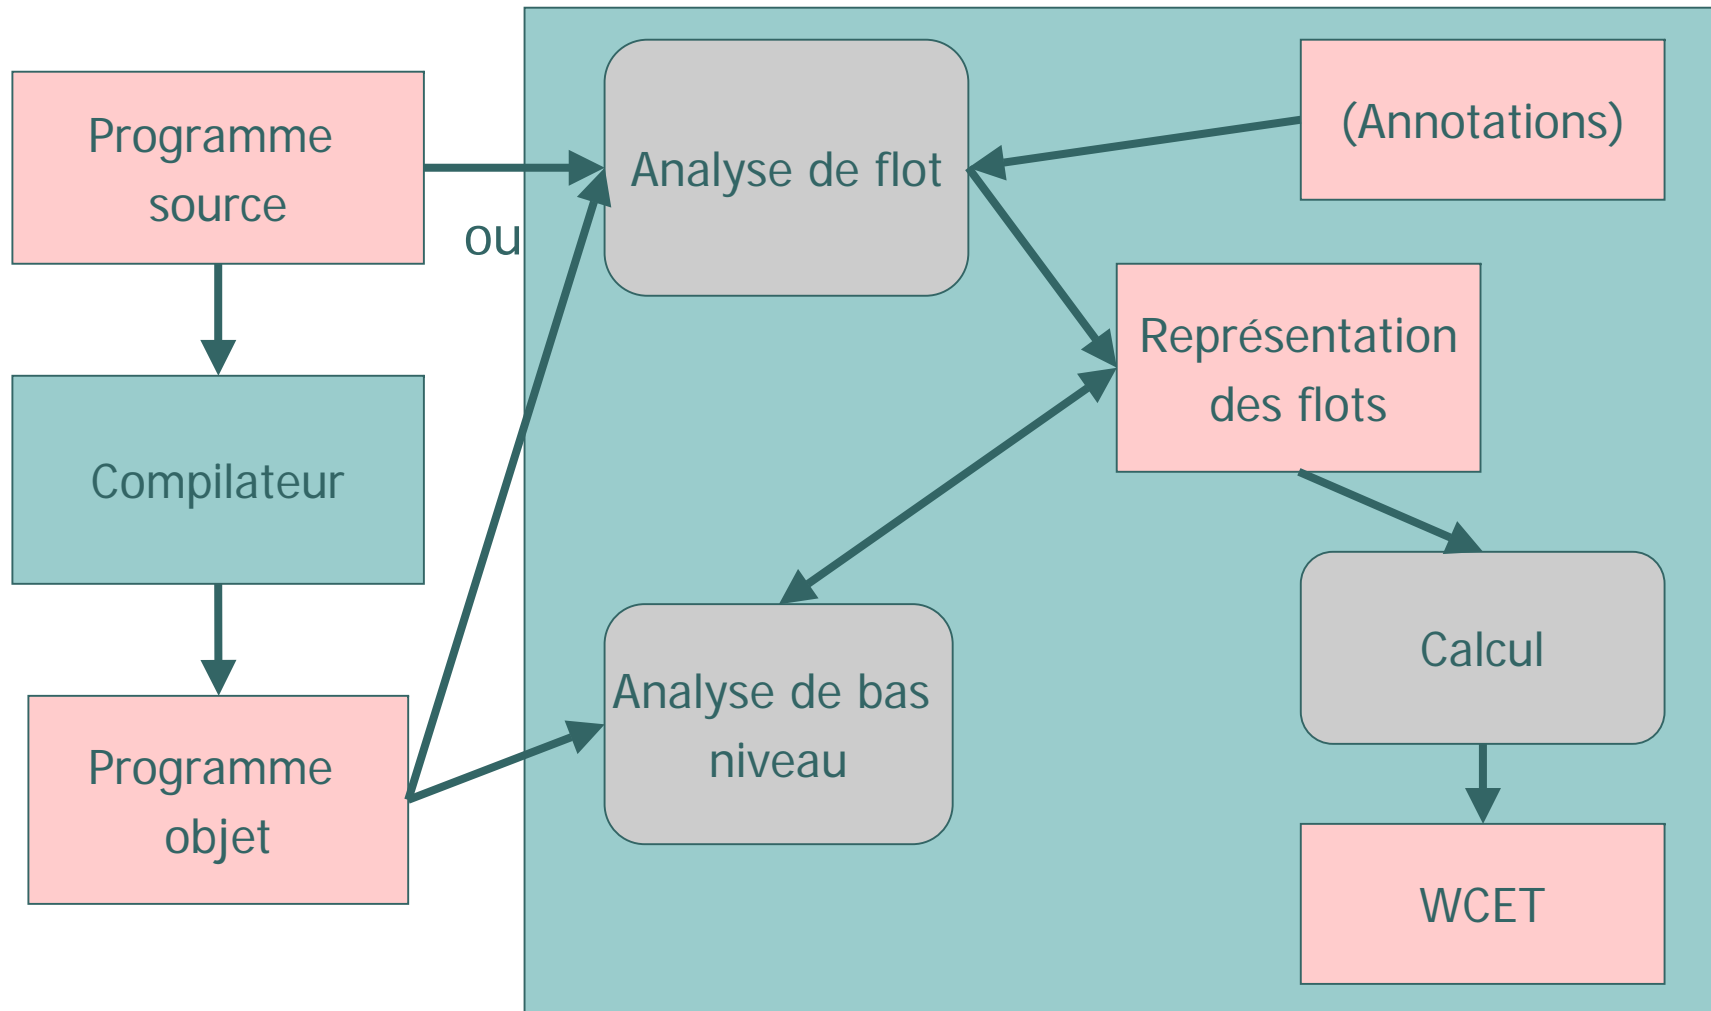 Programme
source
ou
Analyse de flot
(Annotations)
Représentation
des flots
Compilateur
Programme
objet
Analyse de bas
niveau
Calcul
WCET